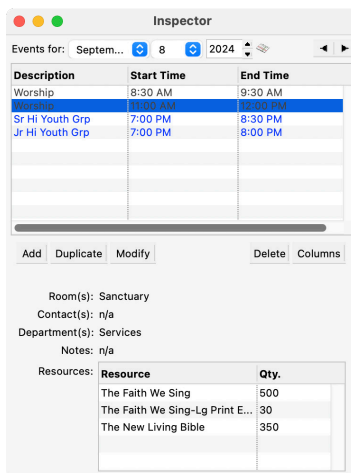 Inspector
Events for: Septem... 8 2024
Description Start Time End Time
Worship 8:30 AM 9:30 AM
Worship 11:00 AM 12:00 PM
Sr Hi Youth Grp 7:00 PM 8:30 PM
Jr Hi Youth Grp 7:00 PM 8:00 PM
Add Duplicate Modify Delete Columns
Room(s): Sanctuary
Contact(s): n/a
Department(s): Services
Notes: n/a
Resources: Resource Qty.
The Faith We Sing 500
The Faith We Sing-Lg Print E... 30
The New Living Bible 350